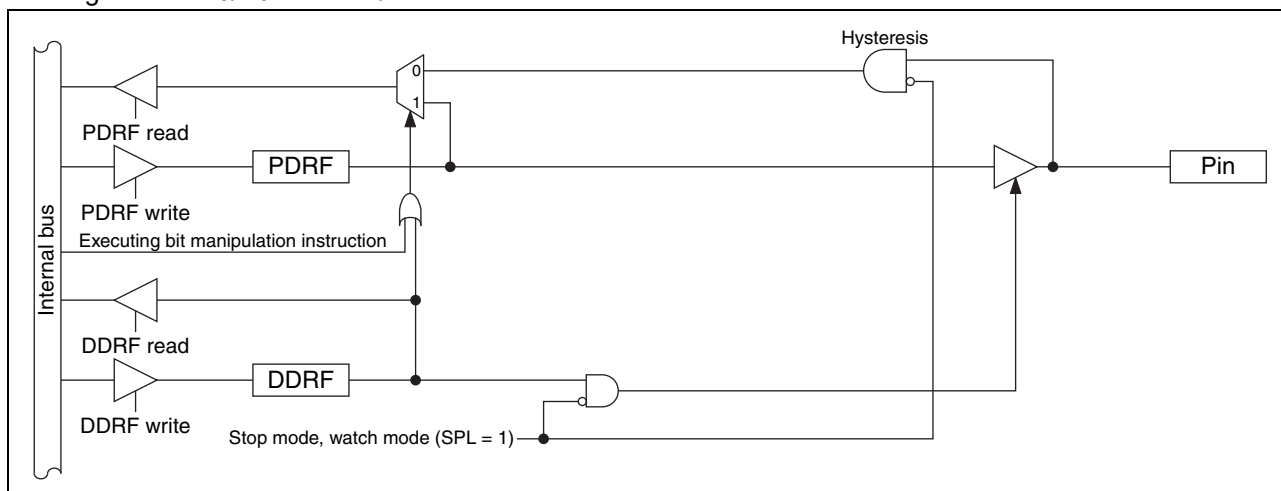 Hysteresis
0
1
PDRF read
PDRF
Pin
PDRF write
Executing bit manipulation instruction
Internal bus
DDRF read
DDRF
DDRF write
Stop mode, watch mode (SPL = 1)